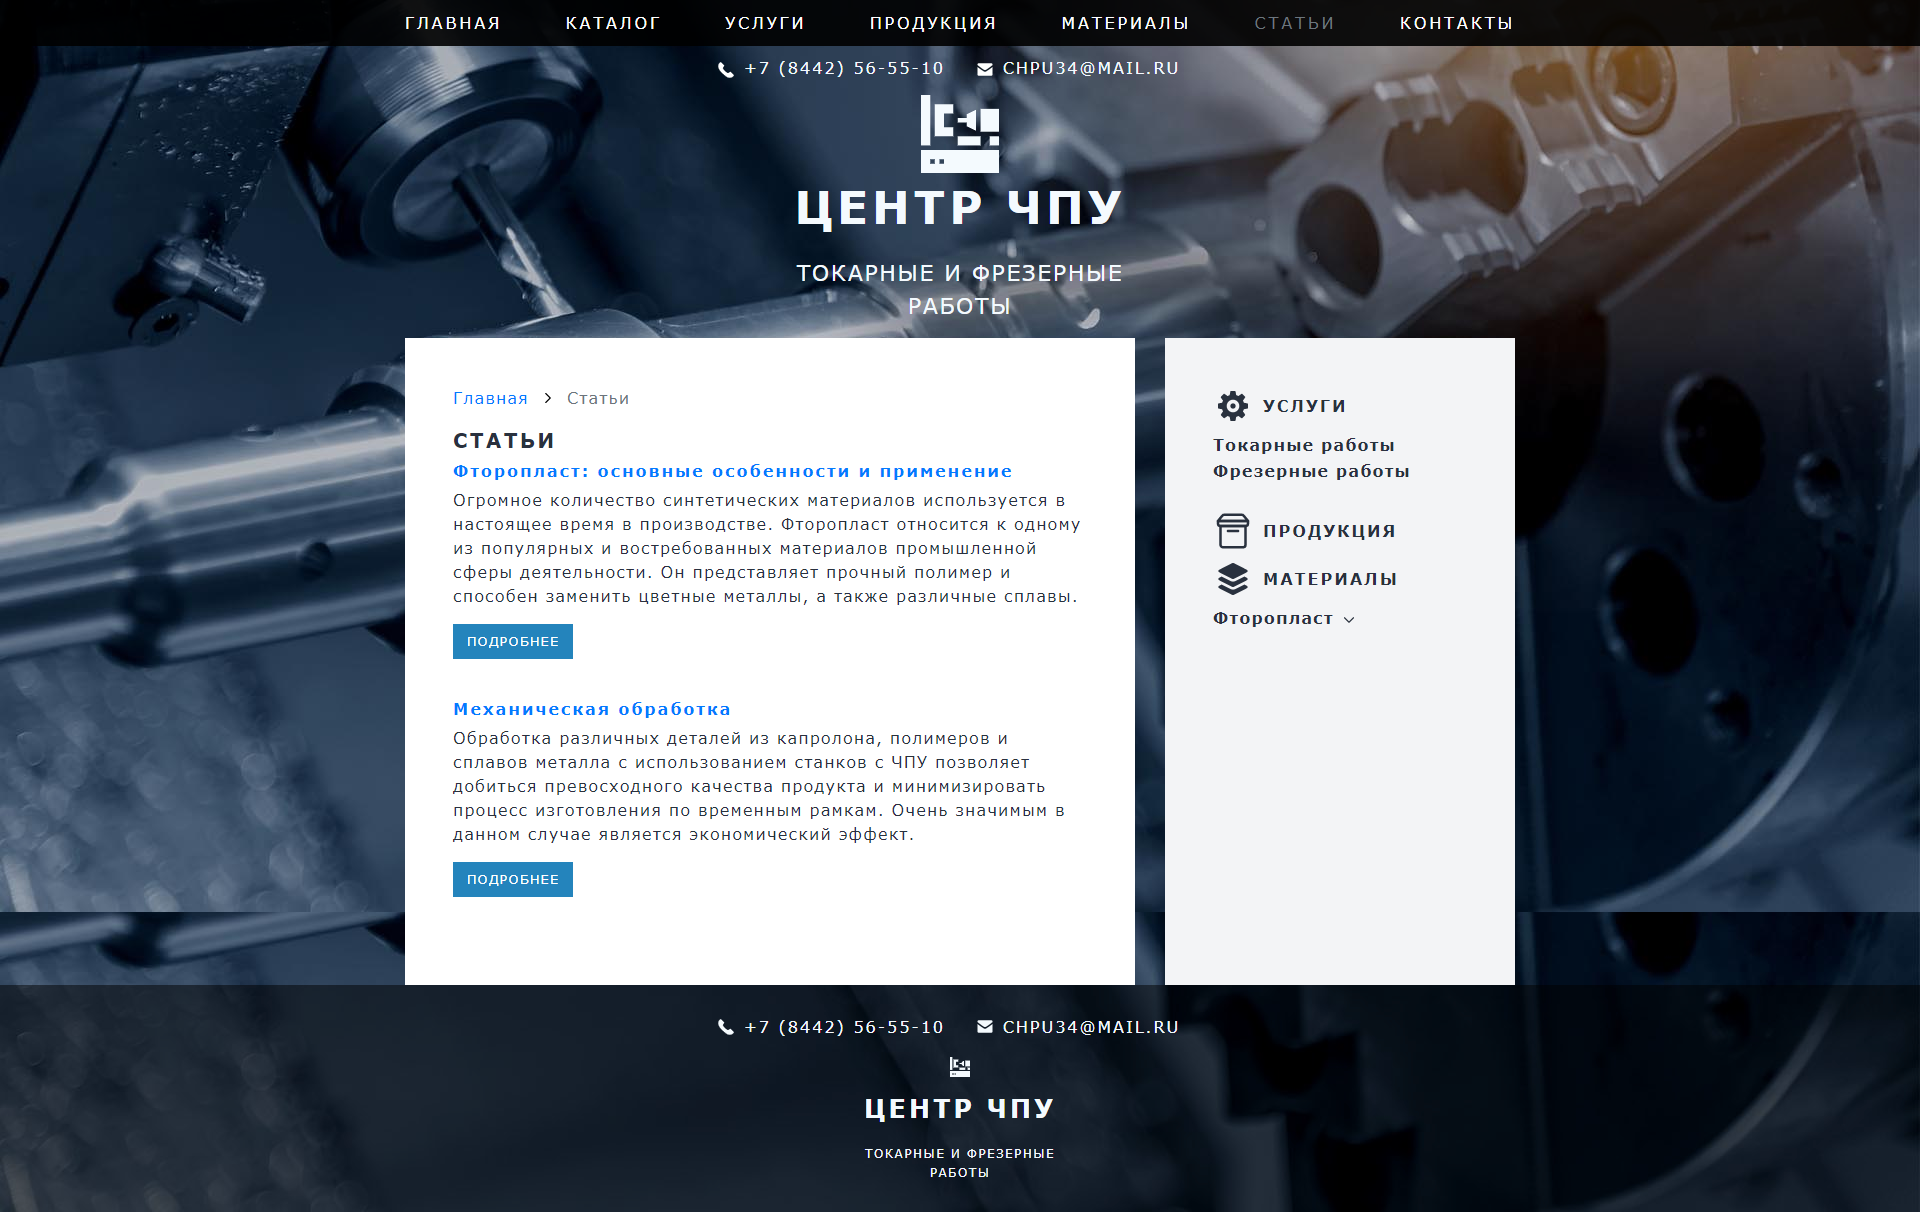 ГЛАВНАЯ КАТАЛОГ УСЛУГИ ПРОДУКЦИЯ МАТЕРИАЛЫ СТАТЬИ КОНТАКТЫ
+7 (8442) 56-55-10 CHPU34@MAIL.RU
ЦЕНТР ЧПУ
ТОКАРНЫЕ И ФРЕЗЕРНЫЕ
РАБОТЫ
Главная > Статьи
СТАТЬИ
Фторопласт: основные особенности и применение
Огромное количество синтетических материалов используется в
настоящее время в производстве. Фторопласт относится к одному
из популярных и востребованных материалов промышленной
сферы деятельности. Он представляет прочный полимер и
способен заменить цветные металлы, а также различные сплавы.
ПОДРОБНЕЕ
Механическая обработка
Обработка различных деталей из капролона, полимеров и
сплавов металла с использованием станков с ЧПУ позволяет
добиться превосходного качества продукта и минимизировать
процесс изготовления по временным рамкам. Очень значимым в
данном случае является экономический эффект.
ПОДРОБНЕЕ
УСЛУГИ
Токарные работы
Фрезерные работы
ПРОДУКЦИЯ
МАТЕРИАЛЫ
Фторопласт
+7 (8442) 56-55-10 CHPU34@MAIL.RU
ЦЕНТР ЧПУ
ТОКАРНЫЕ И ФРЕЗЕРНЫЕ
РАБОТЫ